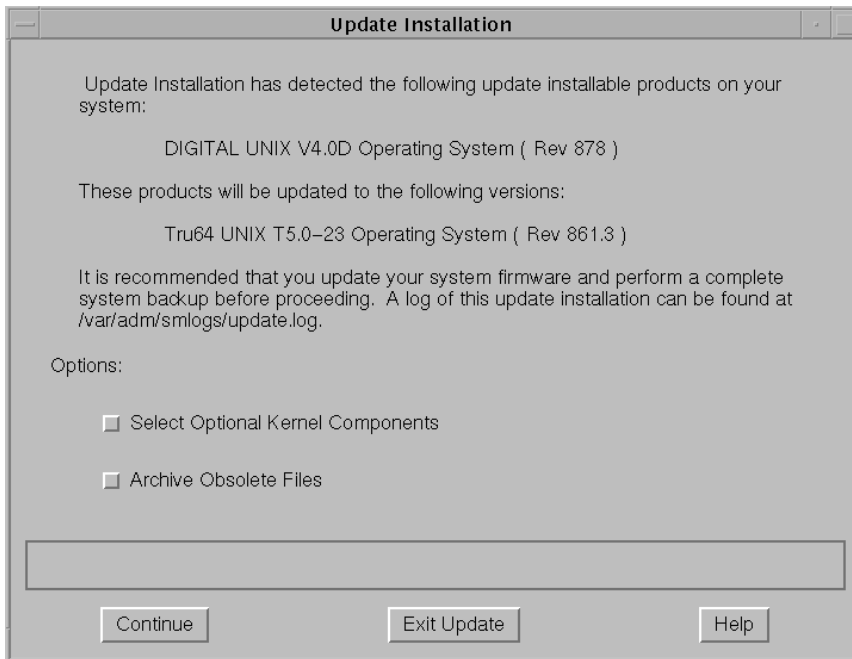 Update Installation
Update Installation has detected the following update installable products on your
system:
DIGITAL UNIX V4.0D Operating System ( Rev 878 )
These products will be updated to the following versions:
Tru64 UNIX T5.0–23 Operating System ( Rev 861.3 )
It is recommended that you update your system firmware and perform a complete
system backup before proceeding.  A log of this update installation can be found at
/var/adm/smlogs/update.log.
Options:
Select Optional Kernel Components
Archive Obsolete Files
Continue
Exit Update
Help